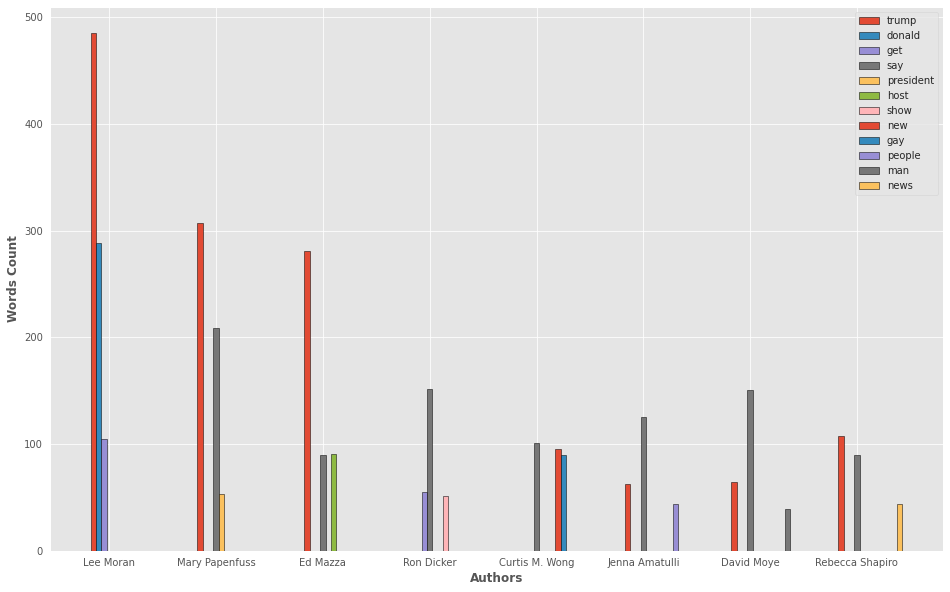 500
400
300
200
100
0
Words Count
trump
donald
get
say
president
host
show
new
gay
people
man
news
Lee Moran
Mary Papenfuss
Ed Mazza
Ron Dicker
Curtis M. Wong
Jenna Amatulli
David Moye
Rebecca Shapiro
Authors